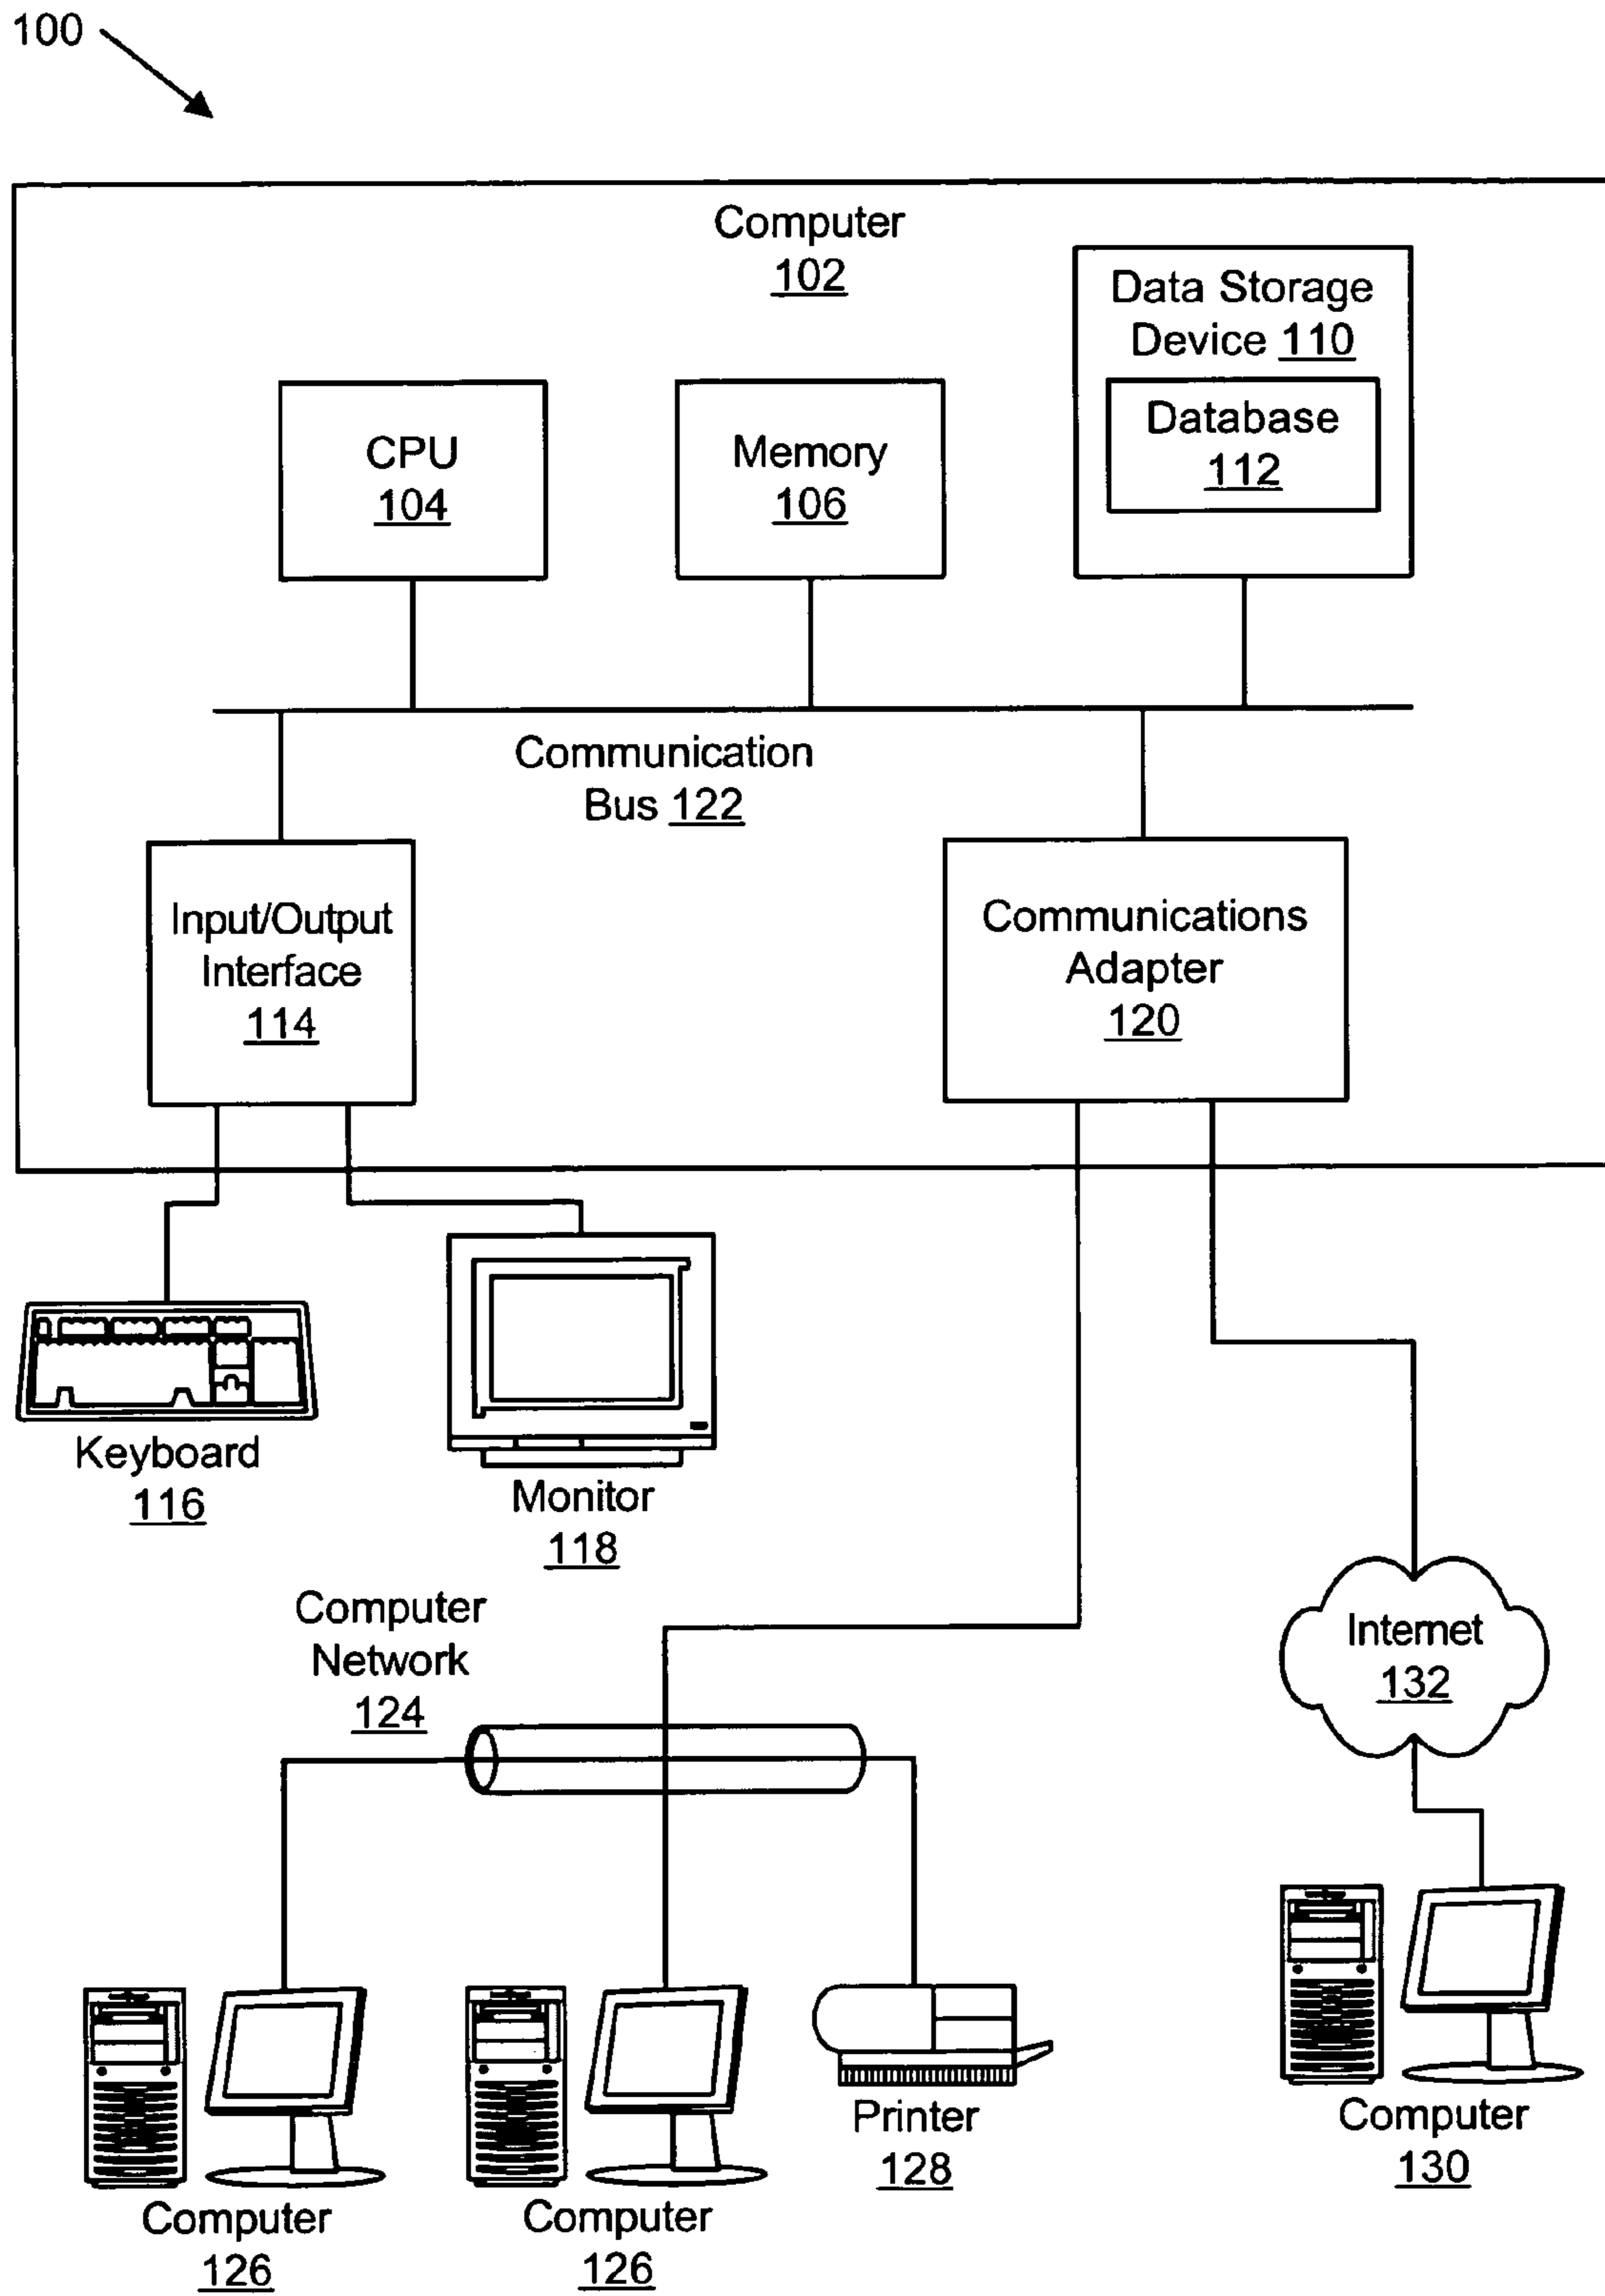 100
Computer
102
Data Storage
Device 110
Database
112
CPU
104
Memory
106
Communication
Bus 122
Input/Output
Interface
114
Communications
Adapter
120
Keyboard
116
Monitor
118
Computer
Network
124
Internet
132
Printer
128
Computer
130
Computer
126
Computer
126